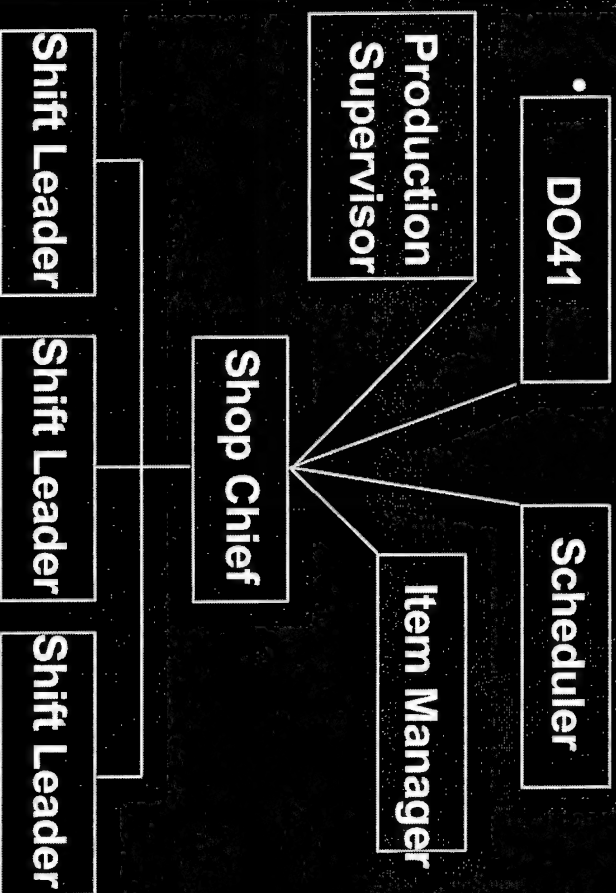 DO41
Scheduler
Production
Supervisor
Item Manager
Shop Chief
Shift Leader
Shift Leader
Shift Leader